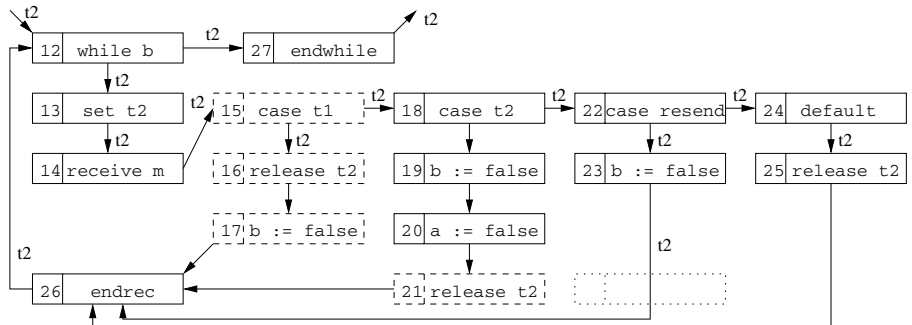 t2
t2
12 while b
t2
27 endwhile
t2
13 set t2
t2
15 case t1
t2
18 case t2
t2
22 case resend
t2
24 default
t2
t2
t2
14 receive m
16 release t2
19 b := false
23 b := false
25 release t2
17 b := false
20 a := false
t2
t2
26 endrec
21 release t2